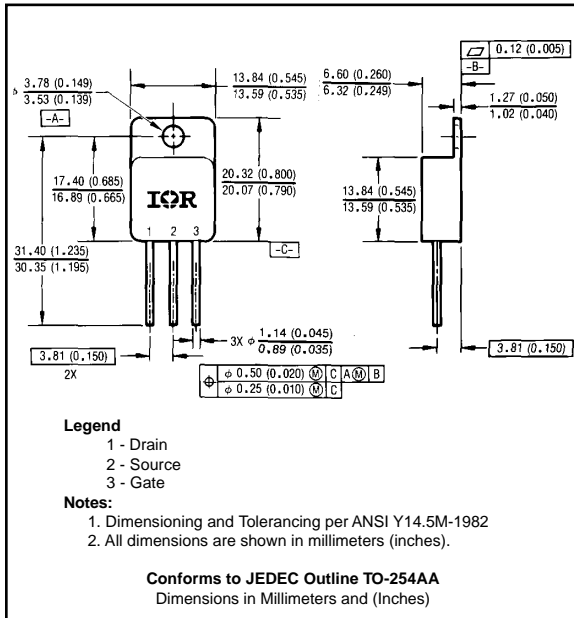 ⌀ 3.78 (0.149)
3.53 (0.139)
-A-
13.84 (0.545)
13.59 (0.535)
6.60 (0.260)
6.32 (0.249)
⏥ 0.12 (0.005)
-B-
1.27 (0.050)
1.02 (0.040)
17.40 (0.685)
16.89 (0.665)
20.32 (0.800)
20.07 (0.790)
13.84 (0.545)
13.59 (0.535)
IOR
1 2 3
31.40 (1.235)
30.35 (1.195)
-C-
3.81 (0.150)
2X
3X ⌀ 1.14 (0.045)
0.89 (0.035)
3.81 (0.150)
⌖ ⌀ 0.50 (0.020) Ⓜ C A Ⓜ B
⌀ 0.25 (0.010) Ⓜ C
Legend
1 - Drain
2 - Source
3 - Gate
Notes:
1. Dimensioning and Tolerancing per ANSI Y14.5M-1982
2. All dimensions are shown in millimeters (inches).
Conforms to JEDEC Outline TO-254AA
Dimensions in Millimeters and (Inches)